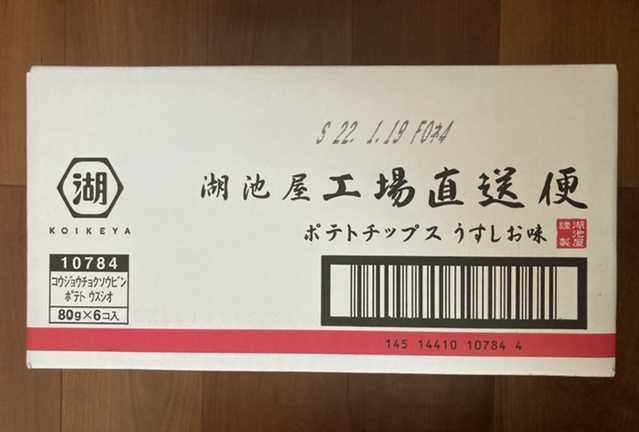 S 22. 1.19 F0ネ4
湖
KOIKEYA
湖池屋 工場直送便
ポテトチップス うすしお味
湖池屋
謹製
10784
コウジョウチョクソウビン
ポテト ウスシオ
80g×6コ入
145 14410 10784 4